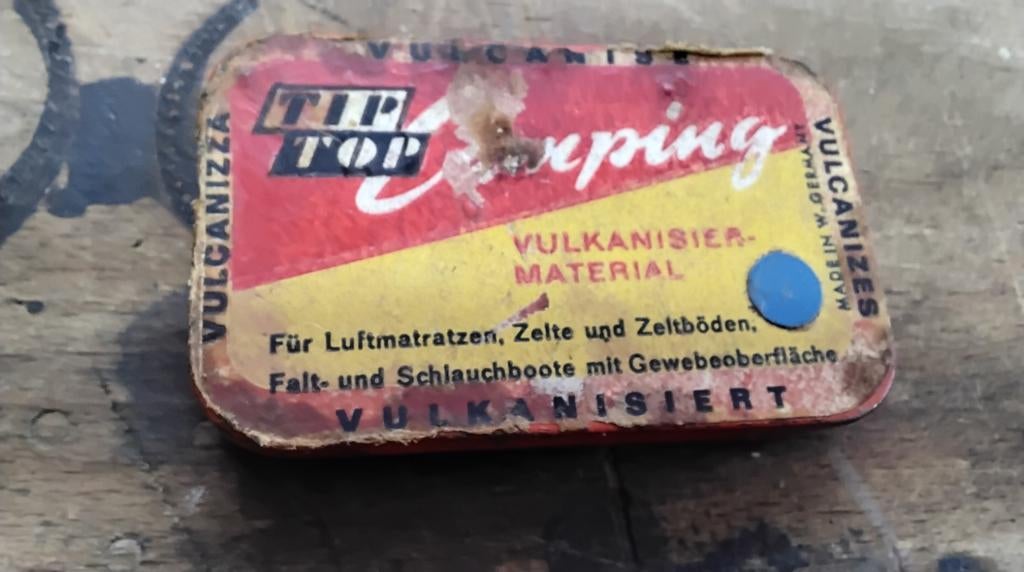 VULCANISE
TIP
TOP
Camping
VULKANISIER-
MATERIAL
Für Luftmatratzen, Zelte und Zeltböden,
Falt- und Schlauchboote mit Gewebeoberfläche
VULKANISIERT
VULCANIZZA
MADE IN W. GERMANY
VULCANIZES